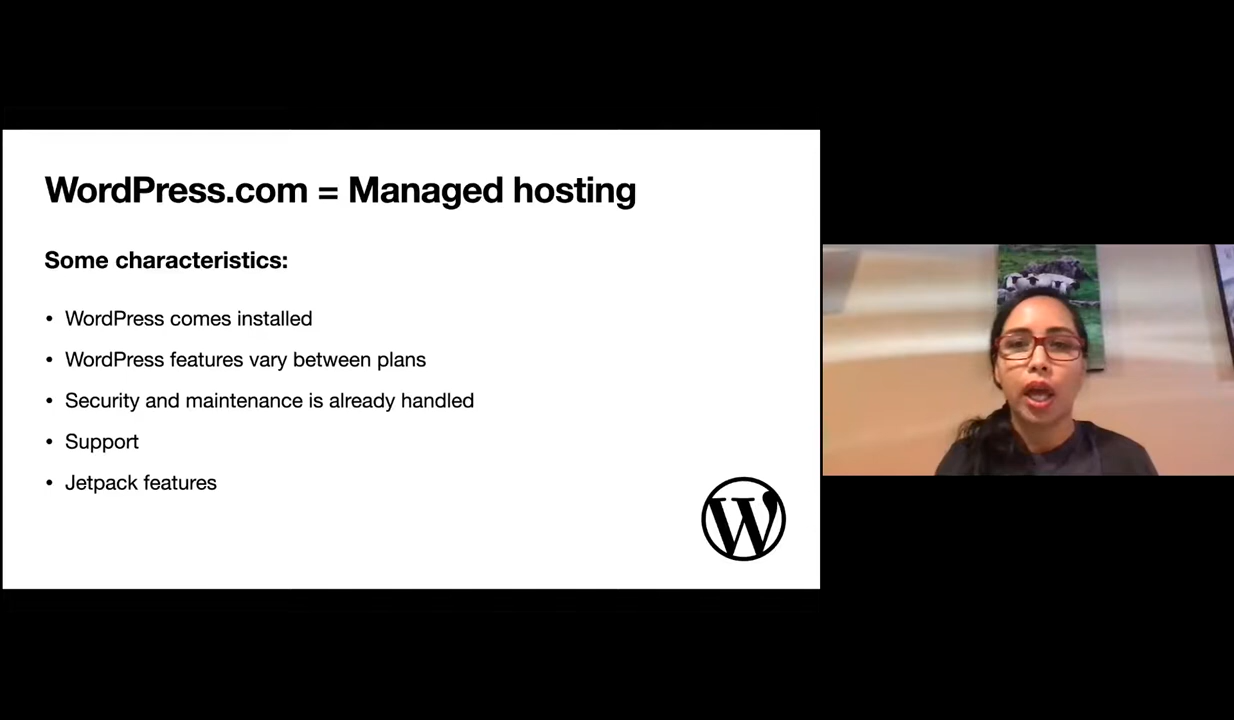 WordPress.com = Managed hosting
Some characteristics:
• WordPress comes installed
• WordPress features vary between plans
• Security and maintenance is already handled
• Support
• Jetpack features
W